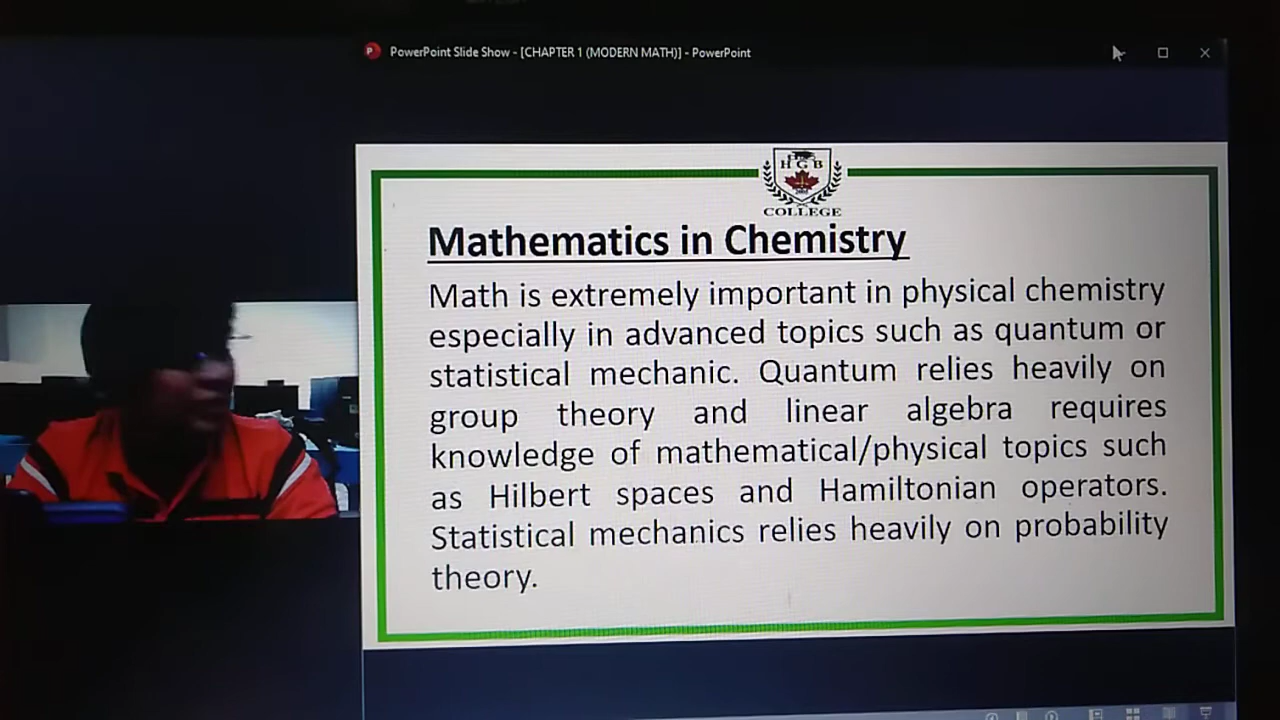 PowerPoint Slide Show - [CHAPTER 1 (MODERN MATH)] - PowerPoint
H G B
COLLEGE
Mathematics in Chemistry
Math is extremely important in physical chemistry
especially in advanced topics such as quantum or
statistical mechanic. Quantum relies heavily on
group theory and linear algebra requires
knowledge of mathematical/physical topics such
as Hilbert spaces and Hamiltonian operators.
Statistical mechanics relies heavily on probability
theory.